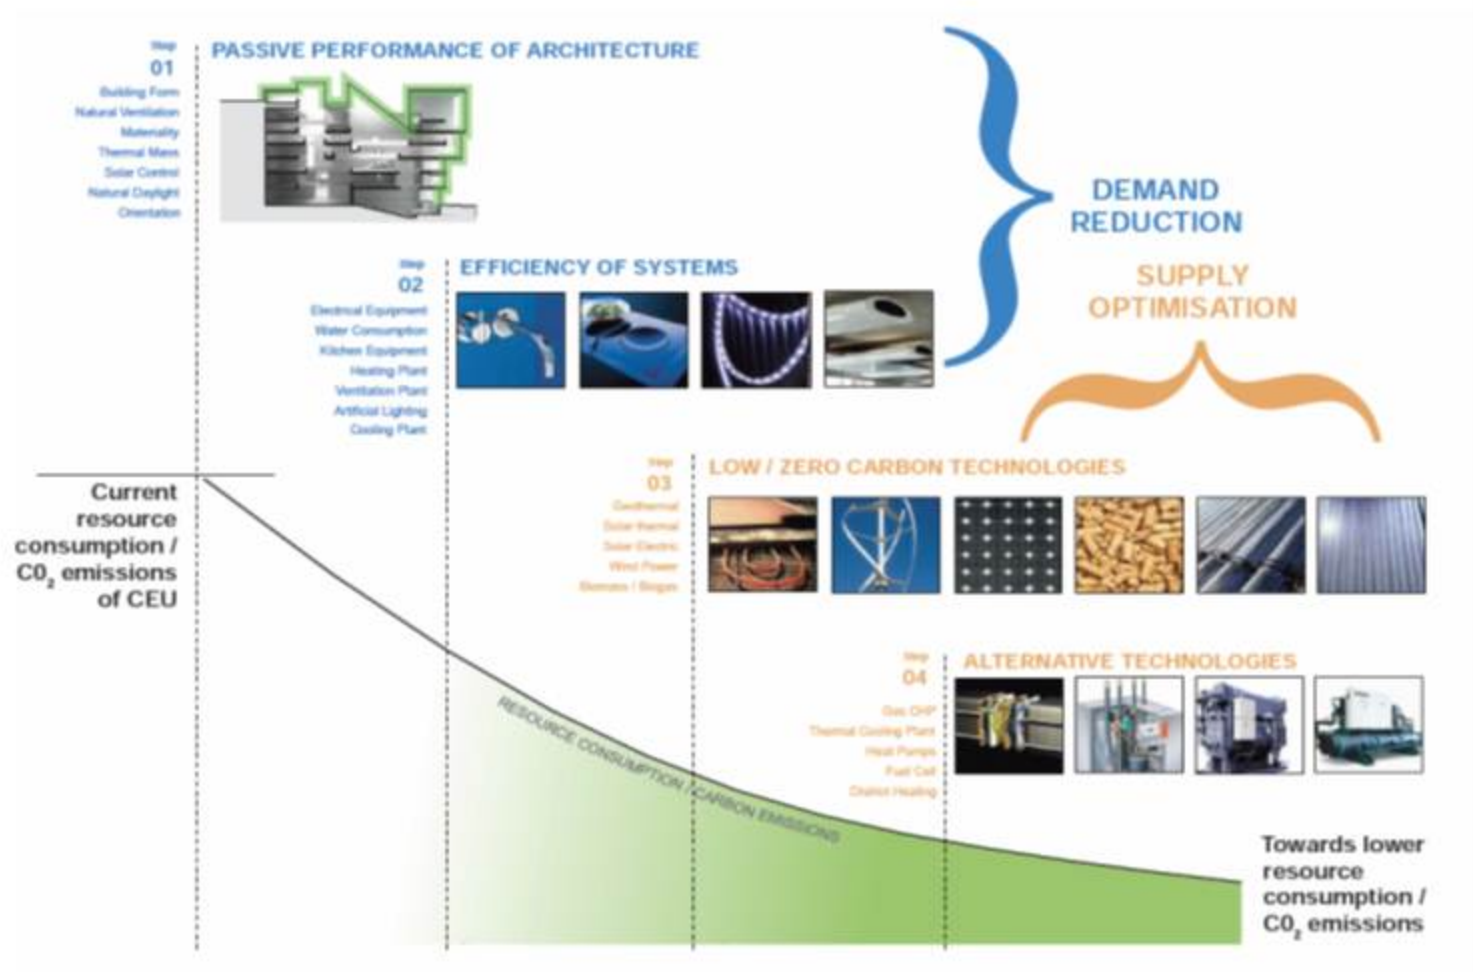 Step
01
PASSIVE PERFORMANCE OF ARCHITECTURE
Building Form
Natural Ventilation
Materiality
Thermal Mass
Solar Control
Natural Daylight
Orientation
DEMAND
REDUCTION
Step
02
EFFICIENCY OF SYSTEMS
Electrical Equipment
Water Consumption
Kitchen Equipment
Heating Plant
Ventilation Plant
Artificial Lighting
Cooling Plant
SUPPLY
OPTIMISATION
Step
03
LOW / ZERO CARBON TECHNOLOGIES
Geothermal
Solar thermal
Solar Electric
Wind Power
Biomass / Biogas
Current
resource
consumption /
C0₂ emissions
of CEU
Step
04
ALTERNATIVE TECHNOLOGIES
Gas CHP
Thermal Cooling Plant
Heat Pumps
Fuel Cell
District Heating
RESOURCE CONSUMPTION / CARBON EMISSIONS
Towards lower
resource
consumption /
C0₂ emissions